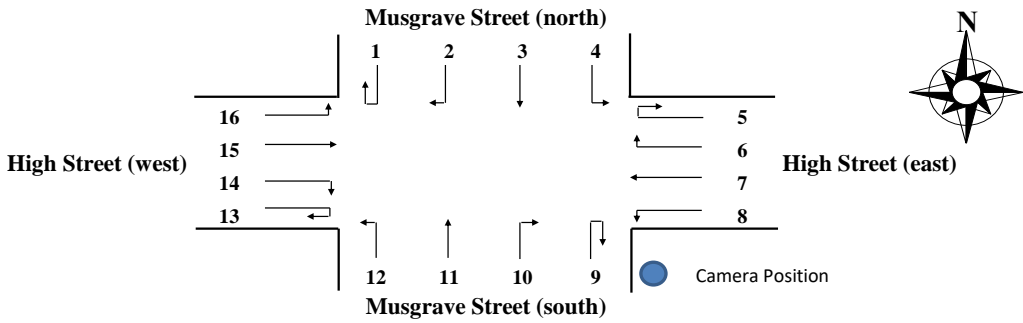 Musgrave Street (north)
N
1 2 3 4
16 5
15 6
High Street (west) High Street (east)
14 7
13 8
12 11 10 9 Camera Position
Musgrave Street (south)